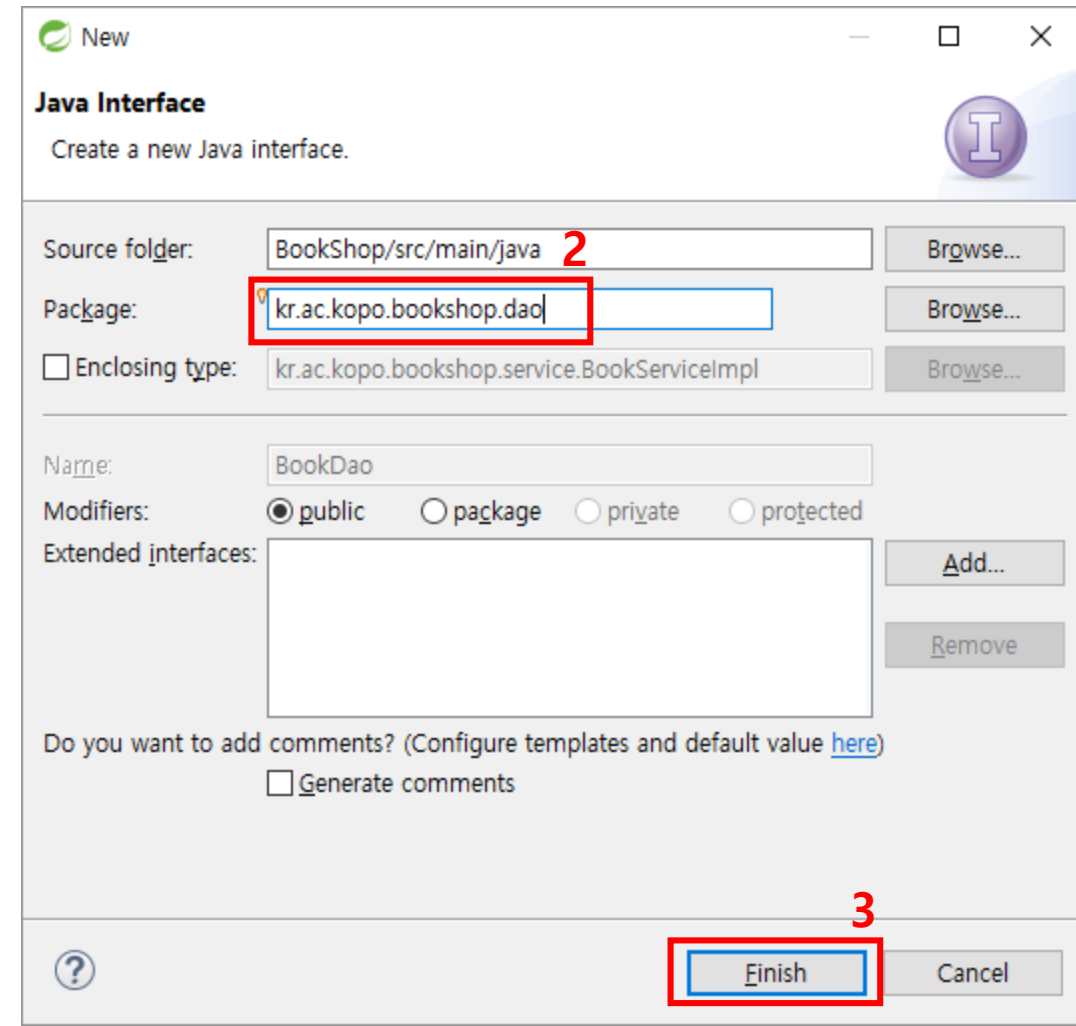 New
Java Interface
Create a new Java interface.
Source folder: BookShop/src/main/java 2 Browse...
Package: kr.ac.kopo.bookshop.dao Browse...
Enclosing type: kr.ac.kopo.bookshop.service.BookServiceImpl Browse...
Name: BookDao
Modifiers: public package private protected
Extended interfaces: Add...
Remove
Do you want to add comments? (Configure templates and default value here)
Generate comments
3
? Finish Cancel